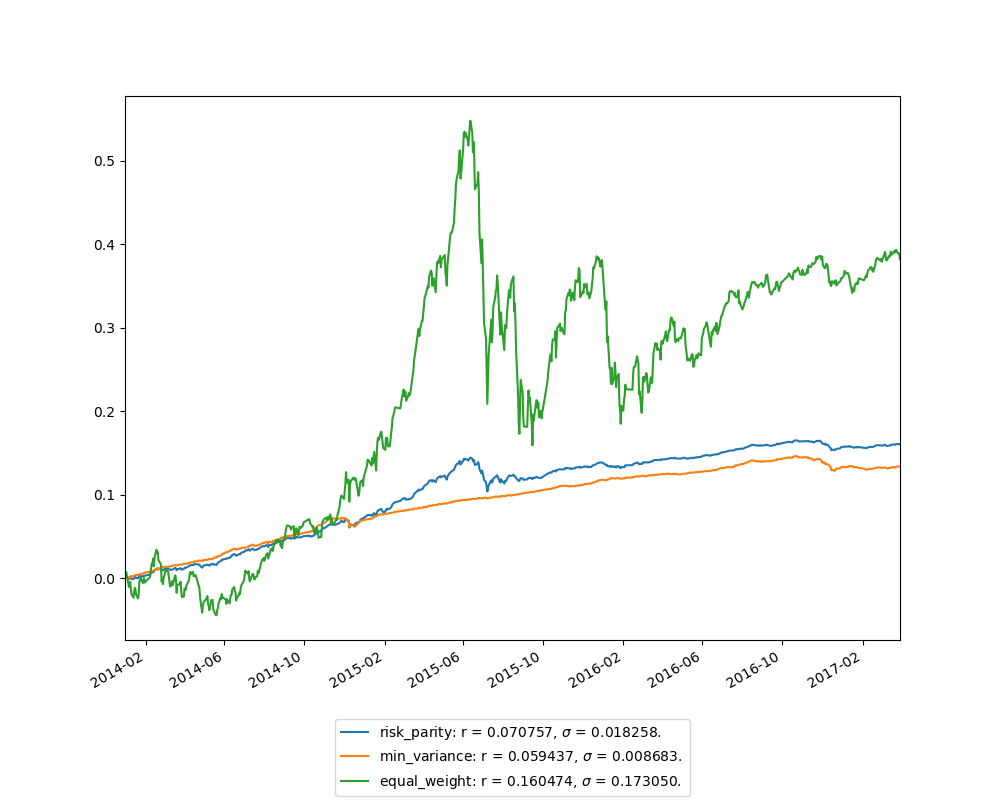 0.5
0.4
0.3
0.2
0.1
0.0
2014-02 2014-06 2014-10 2015-02 2015-06 2015-10 2016-02 2016-06 2016-10 2017-02
risk_parity: r = 0.070757, σ = 0.018258.
min_variance: r = 0.059437, σ = 0.008683.
equal_weight: r = 0.160474, σ = 0.173050.